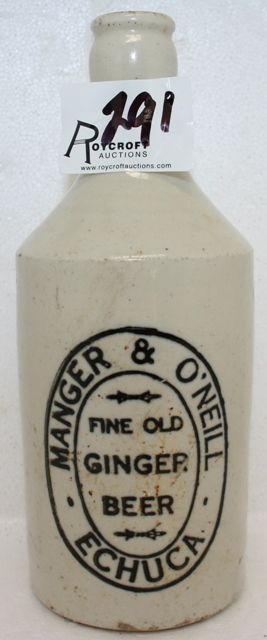 291
ROYCROFT
AUCTIONS
www.roycroftauctions.com
MANGER & O'NEILL
FINE OLD
GINGER
BEER
· ECHUCA ·